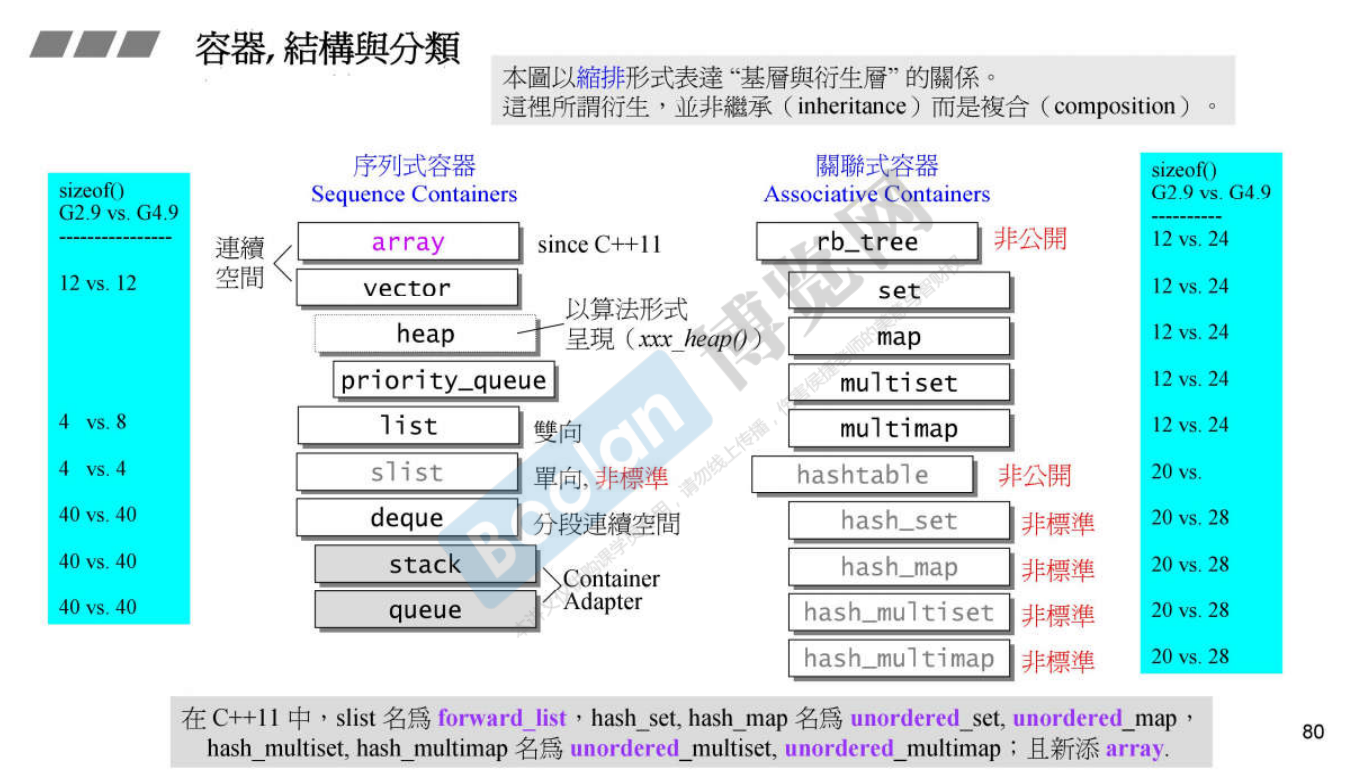 容器, 結構與分類
本圖以縮排形式表達 “基層與衍生層” 的關係。
這裡所謂衍生，並非繼承（inheritance）而是複合（composition）。
sizeof()
G2.9 vs. G4.9
----------------
12 vs. 12
4 vs. 8
4 vs. 4
40 vs. 40
40 vs. 40
40 vs. 40
序列式容器
Sequence Containers
連續
空間
array
since C++11
vector
heap
以算法形式
呈現（xxx_heap()）
priority_queue
list
雙向
slist
單向, 非標準
deque
分段連續空間
stack
queue
Container
Adapter
關聯式容器
Associative Containers
rb_tree
非公開
set
map
multiset
multimap
hashtable
非公開
hash_set
非標準
hash_map
非標準
hash_multiset
非標準
hash_multimap
非標準
sizeof()
G2.9 vs. G4.9
----------
12 vs. 24
12 vs. 24
12 vs. 24
12 vs. 24
12 vs. 24
20 vs.
20 vs. 28
20 vs. 28
20 vs. 28
20 vs. 28
Boolan 博览网
在 C++11 中，slist 名為 forward_list，hash_set, hash_map 名為 unordered_set, unordered_map，
hash_multiset, hash_multimap 名為 unordered_multiset, unordered_multimap；且新添 array.
80